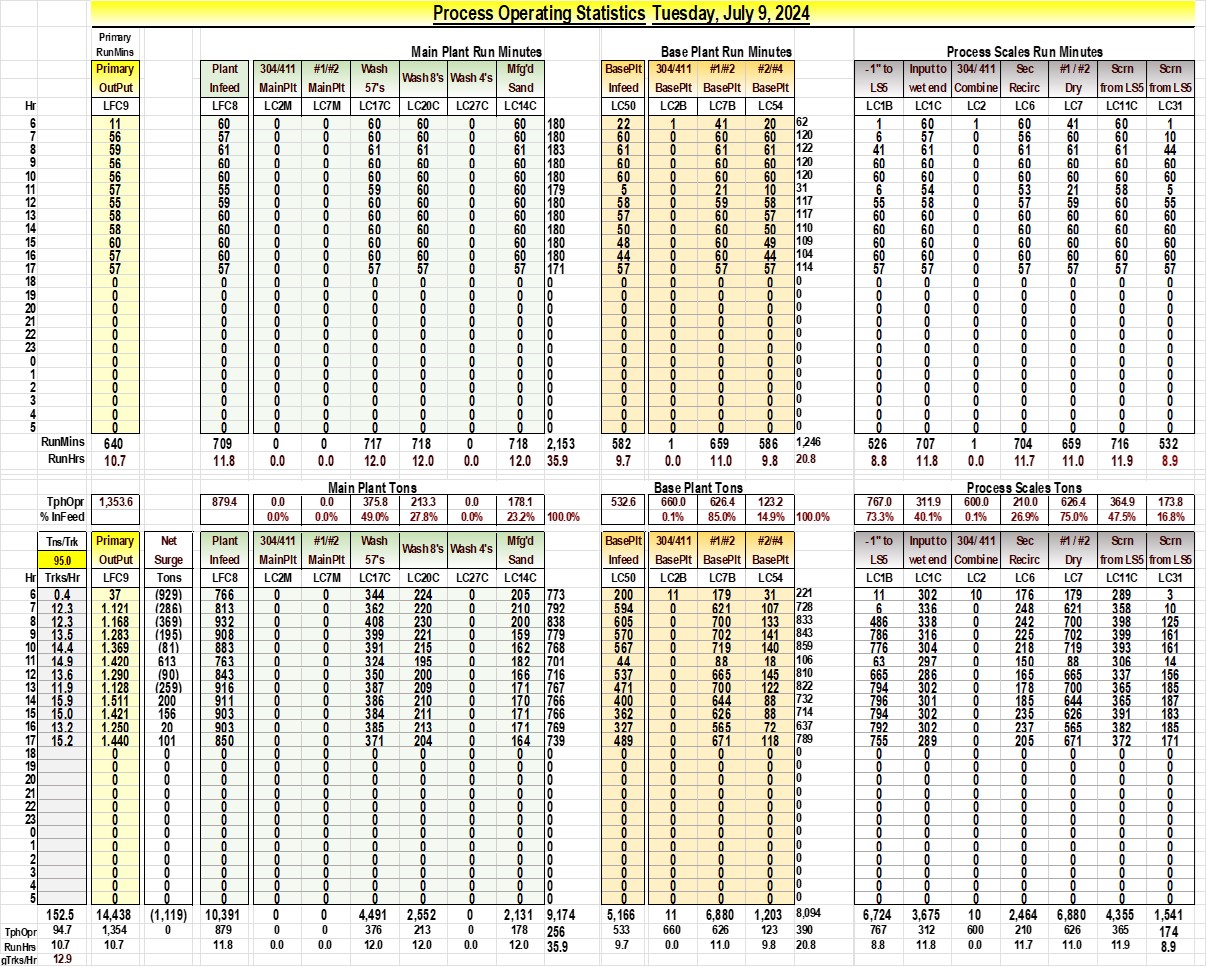 Process Operating Statistics Tuesday, July 9, 2024
Primary
RunMins Main Plant Run Minutes Base Plant Run Minutes Process Scales Run Minutes
Primary Plant 304/411 #1/#2 Wash Wash 8's Wash 4's Mfg'd BasePlt 304/411 #1/#2 #2/#4 -1" to Input to 304/ 411 Sec #1 / #2 Scrn Scrn
OutPut Infeed MainPlt MainPlt 57's Sand Infeed BasePlt BasePlt BasePlt LS5 wet end Combine Recirc Dry from LS5 from LS5
Hr LFC9 LFC8 LC2M LC7M LC17C LC20C LC27C LC14C LC50 LC2B LC7B LC54 LC1B LC1C LC2 LC6 LC7 LC11C LC31
6 11 60 0 0 60 60 0 60 180 22 1 41 20 62 1 60 1 60 41 60 1
7 56 57 0 0 60 60 0 60 180 60 0 60 60 120 6 57 0 56 60 60 10
8 59 61 0 0 61 61 0 61 183 61 0 61 61 122 41 61 0 61 61 61 44
9 56 60 0 0 60 60 0 60 180 60 0 60 60 120 60 60 0 60 60 60 60
10 56 60 0 0 60 60 0 60 180 60 0 60 60 120 60 60 0 60 60 60 60
11 57 55 0 0 59 60 0 60 179 5 0 21 10 31 6 54 0 53 21 58 5
12 55 59 0 0 60 60 0 60 180 58 0 59 58 117 55 58 0 57 59 60 55
13 58 60 0 0 60 60 0 60 180 57 0 60 57 117 60 60 0 60 60 60 60
14 58 60 0 0 60 60 0 60 180 50 0 60 50 110 60 60 0 60 60 60 60
15 60 60 0 0 60 60 0 60 180 48 0 60 49 109 60 60 0 60 60 60 60
16 57 60 0 0 60 60 0 60 180 44 0 60 44 104 60 60 0 60 60 60 60
17 57 57 0 0 57 57 0 57 171 57 0 57 57 114 57 57 0 57 57 57 57
18 0 0 0 0 0 0 0 0 0 0 0 0 0 0 0 0 0 0 0 0 0
19 0 0 0 0 0 0 0 0 0 0 0 0 0 0 0 0 0 0 0 0 0
20 0 0 0 0 0 0 0 0 0 0 0 0 0 0 0 0 0 0 0 0 0
21 0 0 0 0 0 0 0 0 0 0 0 0 0 0 0 0 0 0 0 0 0
22 0 0 0 0 0 0 0 0 0 0 0 0 0 0 0 0 0 0 0 0 0
23 0 0 0 0 0 0 0 0 0 0 0 0 0 0 0 0 0 0 0 0 0
0 0 0 0 0 0 0 0 0 0 0 0 0 0 0 0 0 0 0 0 0 0
1 0 0 0 0 0 0 0 0 0 0 0 0 0 0 0 0 0 0 0 0 0
2 0 0 0 0 0 0 0 0 0 0 0 0 0 0 0 0 0 0 0 0 0
3 0 0 0 0 0 0 0 0 0 0 0 0 0 0 0 0 0 0 0 0 0
4 0 0 0 0 0 0 0 0 0 0 0 0 0 0 0 0 0 0 0 0 0
5 0 0 0 0 0 0 0 0 0 0 0 0 0 0 0 0 0 0 0 0 0
RunMins 640 709 0 0 717 718 0 718 2,153 582 1 659 586 1,246 526 707 1 704 659 716 532
RunHrs 10.7 11.8 0.0 0.0 12.0 12.0 0.0 12.0 35.9 9.7 0.0 11.0 9.8 20.8 8.8 11.8 0.0 11.7 11.0 11.9 8.9
Main Plant Tons Base Plant Tons Process Scales Tons
TphOpr 1,353.6 879.4 0.0 0.0 375.8 213.3 0.0 178.1 532.6 660.0 626.4 123.2 767.0 311.9 600.0 210.0 626.4 364.9 173.8
% InFeed 0.0% 0.0% 49.0% 27.8% 0.0% 23.2% 100.0% 0.1% 85.0% 14.9% 100.0% 73.3% 40.1% 0.1% 26.9% 75.0% 47.5% 16.8%
Tns/Trk Primary Net Plant 304/411 #1/#2 Wash Wash 8's Wash 4's Mfg'd BasePlt 304/411 #1/#2 #2/#4 -1" to Input to 304/ 411 Sec #1 / #2 Scrn Scrn
95.0 OutPut Surge Infeed MainPlt MainPlt 57's Sand Infeed BasePlt BasePlt BasePlt LS5 wet end Combine Recirc Dry from LS5 from LS5
Hr Trks/Hr LFC9 Tons LFC8 LC2M LC7M LC17C LC20C LC27C LC14C LC50 LC2B LC7B LC54 LC1B LC1C LC2 LC6 LC7 LC11C LC31
6 0.4 37 (929) 766 0 0 344 224 0 205 773 200 11 179 31 221 11 302 10 176 179 289 3
7 12.3 1.121 (286) 813 0 0 362 220 0 210 792 594 0 621 107 728 6 336 0 248 621 358 10
8 12.3 1.168 (369) 932 0 0 408 230 0 200 838 605 0 700 133 833 486 338 0 242 700 398 125
9 13.5 1.283 (195) 908 0 0 399 221 0 159 779 570 0 702 141 843 786 316 0 225 702 399 161
10 14.4 1.369 (81) 883 0 0 391 215 0 162 768 567 0 719 140 859 776 304 0 218 719 393 161
11 14.9 1.420 613 763 0 0 324 195 0 182 701 44 0 88 18 106 63 297 0 150 88 306 14
12 13.6 1.290 (90) 843 0 0 350 200 0 166 716 537 0 665 145 810 665 286 0 165 665 337 156
13 11.9 1.128 (259) 916 0 0 387 209 0 171 767 471 0 700 122 822 794 302 0 178 700 365 185
14 15.9 1.511 200 911 0 0 386 210 0 170 766 400 0 644 88 732 796 301 0 185 644 365 187
15 15.0 1.421 156 903 0 0 384 211 0 171 766 362 0 626 88 714 794 302 0 235 626 391 183
16 13.2 1.250 20 903 0 0 385 213 0 171 769 327 0 565 72 637 792 302 0 237 565 382 185
17 15.2 1.440 101 850 0 0 371 204 0 164 739 489 0 671 118 789 755 289 0 205 671 372 171
18 0 0 0 0 0 0 0 0 0 0 0 0 0 0 0 0 0 0 0 0 0 0
19 0 0 0 0 0 0 0 0 0 0 0 0 0 0 0 0 0 0 0 0 0 0
20 0 0 0 0 0 0 0 0 0 0 0 0 0 0 0 0 0 0 0 0 0 0
21 0 0 0 0 0 0 0 0 0 0 0 0 0 0 0 0 0 0 0 0 0 0
22 0 0 0 0 0 0 0 0 0 0 0 0 0 0 0 0 0 0 0 0 0 0
23 0 0 0 0 0 0 0 0 0 0 0 0 0 0 0 0 0 0 0 0 0 0
0 0 0 0 0 0 0 0 0 0 0 0 0 0 0 0 0 0 0 0 0 0 0
1 0 0 0 0 0 0 0 0 0 0 0 0 0 0 0 0 0 0 0 0 0 0
2 0 0 0 0 0 0 0 0 0 0 0 0 0 0 0 0 0 0 0 0 0 0
3 0 0 0 0 0 0 0 0 0 0 0 0 0 0 0 0 0 0 0 0 0 0
4 0 0 0 0 0 0 0 0 0 0 0 0 0 0 0 0 0 0 0 0 0 0
5 0 0 0 0 0 0 0 0 0 0 0 0 0 0 0 0 0 0 0 0 0 0
152.5 14,438 (1,119) 10,391 0 0 4,491 2,552 0 2,131 9,174 5,166 11 6,880 1,203 8,094 6,724 3,675 10 2,464 6,880 4,355 1,541
TphOpr 94.7 1,354 0 879 0 0 376 213 0 178 256 533 660 626 123 390 767 312 600 210 626 365 174
RunHrs 10.7 10.7 11.8 0.0 0.0 12.0 12.0 0.0 12.0 35.9 9.7 0.0 11.0 9.8 20.8 8.8 11.8 0.0 11.7 11.0 11.9 8.9
gTrks/Hr 12.9